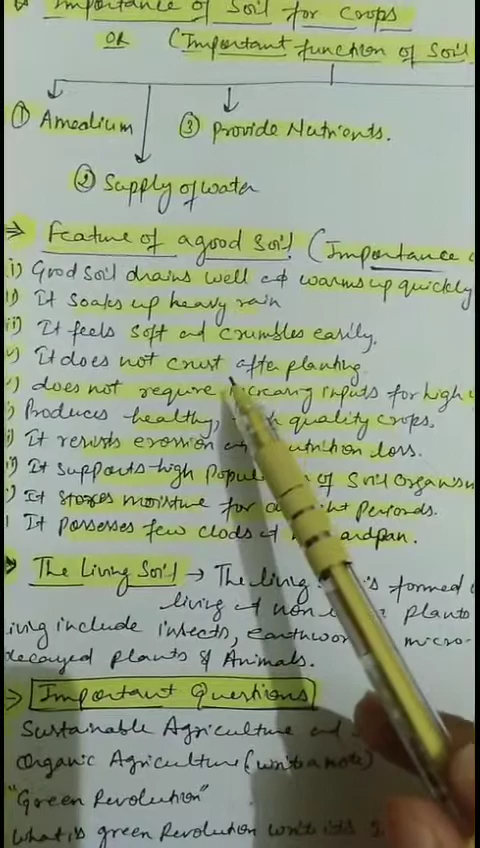 Importance of Soil for Crops
OR (Important function of Soil
① Amedium ③ Provide Nutrients.
② Supply of water
⇒ Feature of a good Soil (Importance
i) Good Soil drains well & warms up quickly
ii) It Soaks up heavy rain
iii) It feels Soft and crumbles easily.
v) It does not crust after planting
v) does not require increasing inputs for high
i) Produces healthy, quality crops.
i) It resists erosion loss.
i) It supports high of Soil Organism
i) It Stores moisture for Periods.
It Possesses few clods & ardpan.
The Living Soil → The living is formed
living & non plants
iving include insects, earthwor micro-
decayed plants & Animals.
→ Important Questions
Sustainable Agriculture and
Organic Agriculture (write a note)
"Green Revolution"
What is green Revolution write its